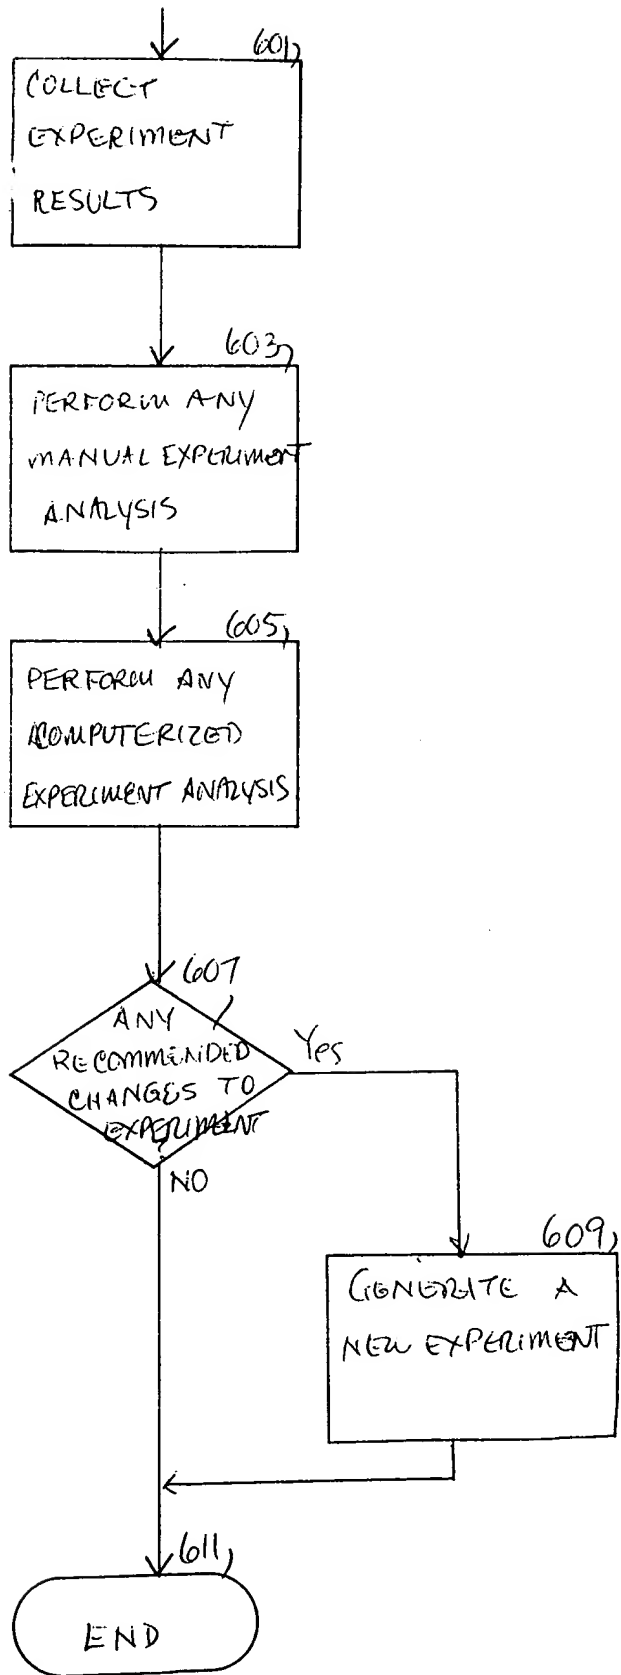 601
COLLECT
EXPERIMENT
RESULTS
603
PERFORM ANY
MANUAL EXPERIMENT
ANALYSIS
605
PERFORM ANY
COMPUTERIZED
EXPERIMENT ANALYSIS
607
ANY
RECOMMENDED
CHANGES TO
EXPERIMENT
?
Yes
NO
609
GENERATE A
NEW EXPERIMENT
611
END